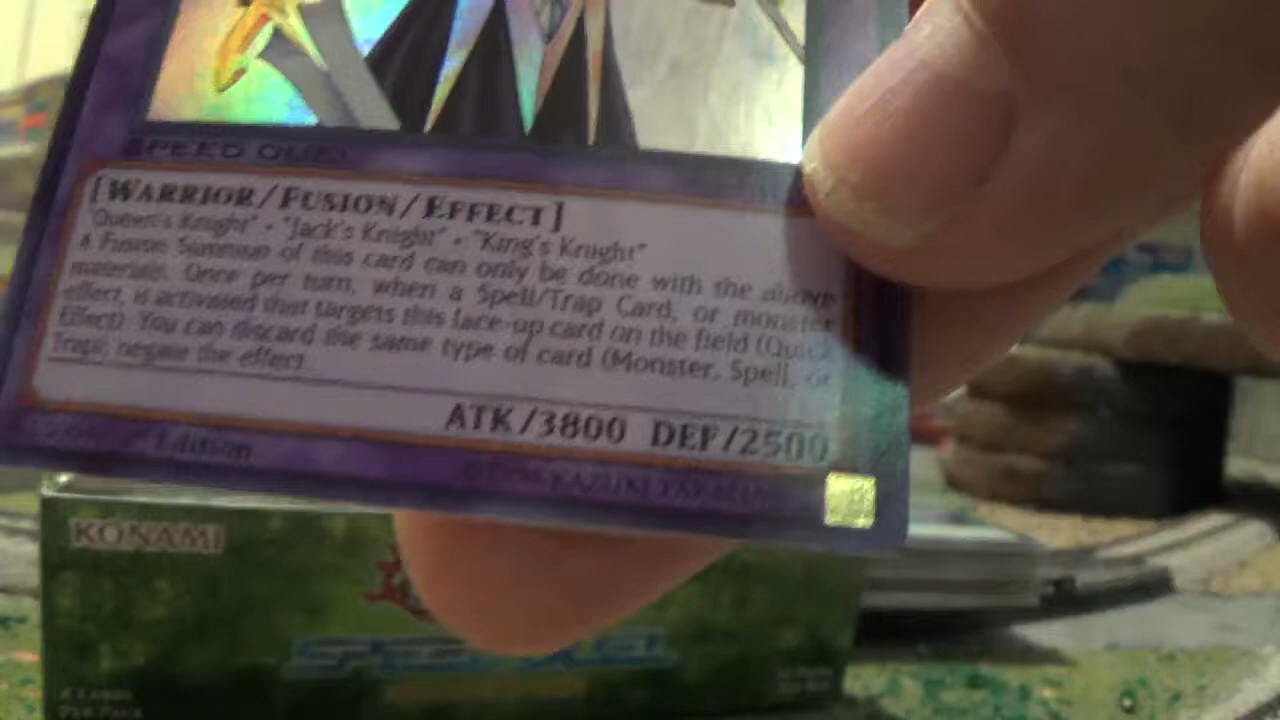 SPEED DUEL
[WARRIOR/FUSION/EFFECT]
"Queen's Knight" + "Jack's Knight" + "King's Knight"
A Fusion Summon of this card can only be done with the above
materials. Once per turn, when a Spell/Trap Card, or monster
effect, is activated that targets this face-up card on the field (Quick
Effect): You can discard the same type of card (Monster, Spell, or
Trap); negate the effect.
ATK/3800 DEF/2500
Edition
KAZUKI TAKAHASHI
KONAMI